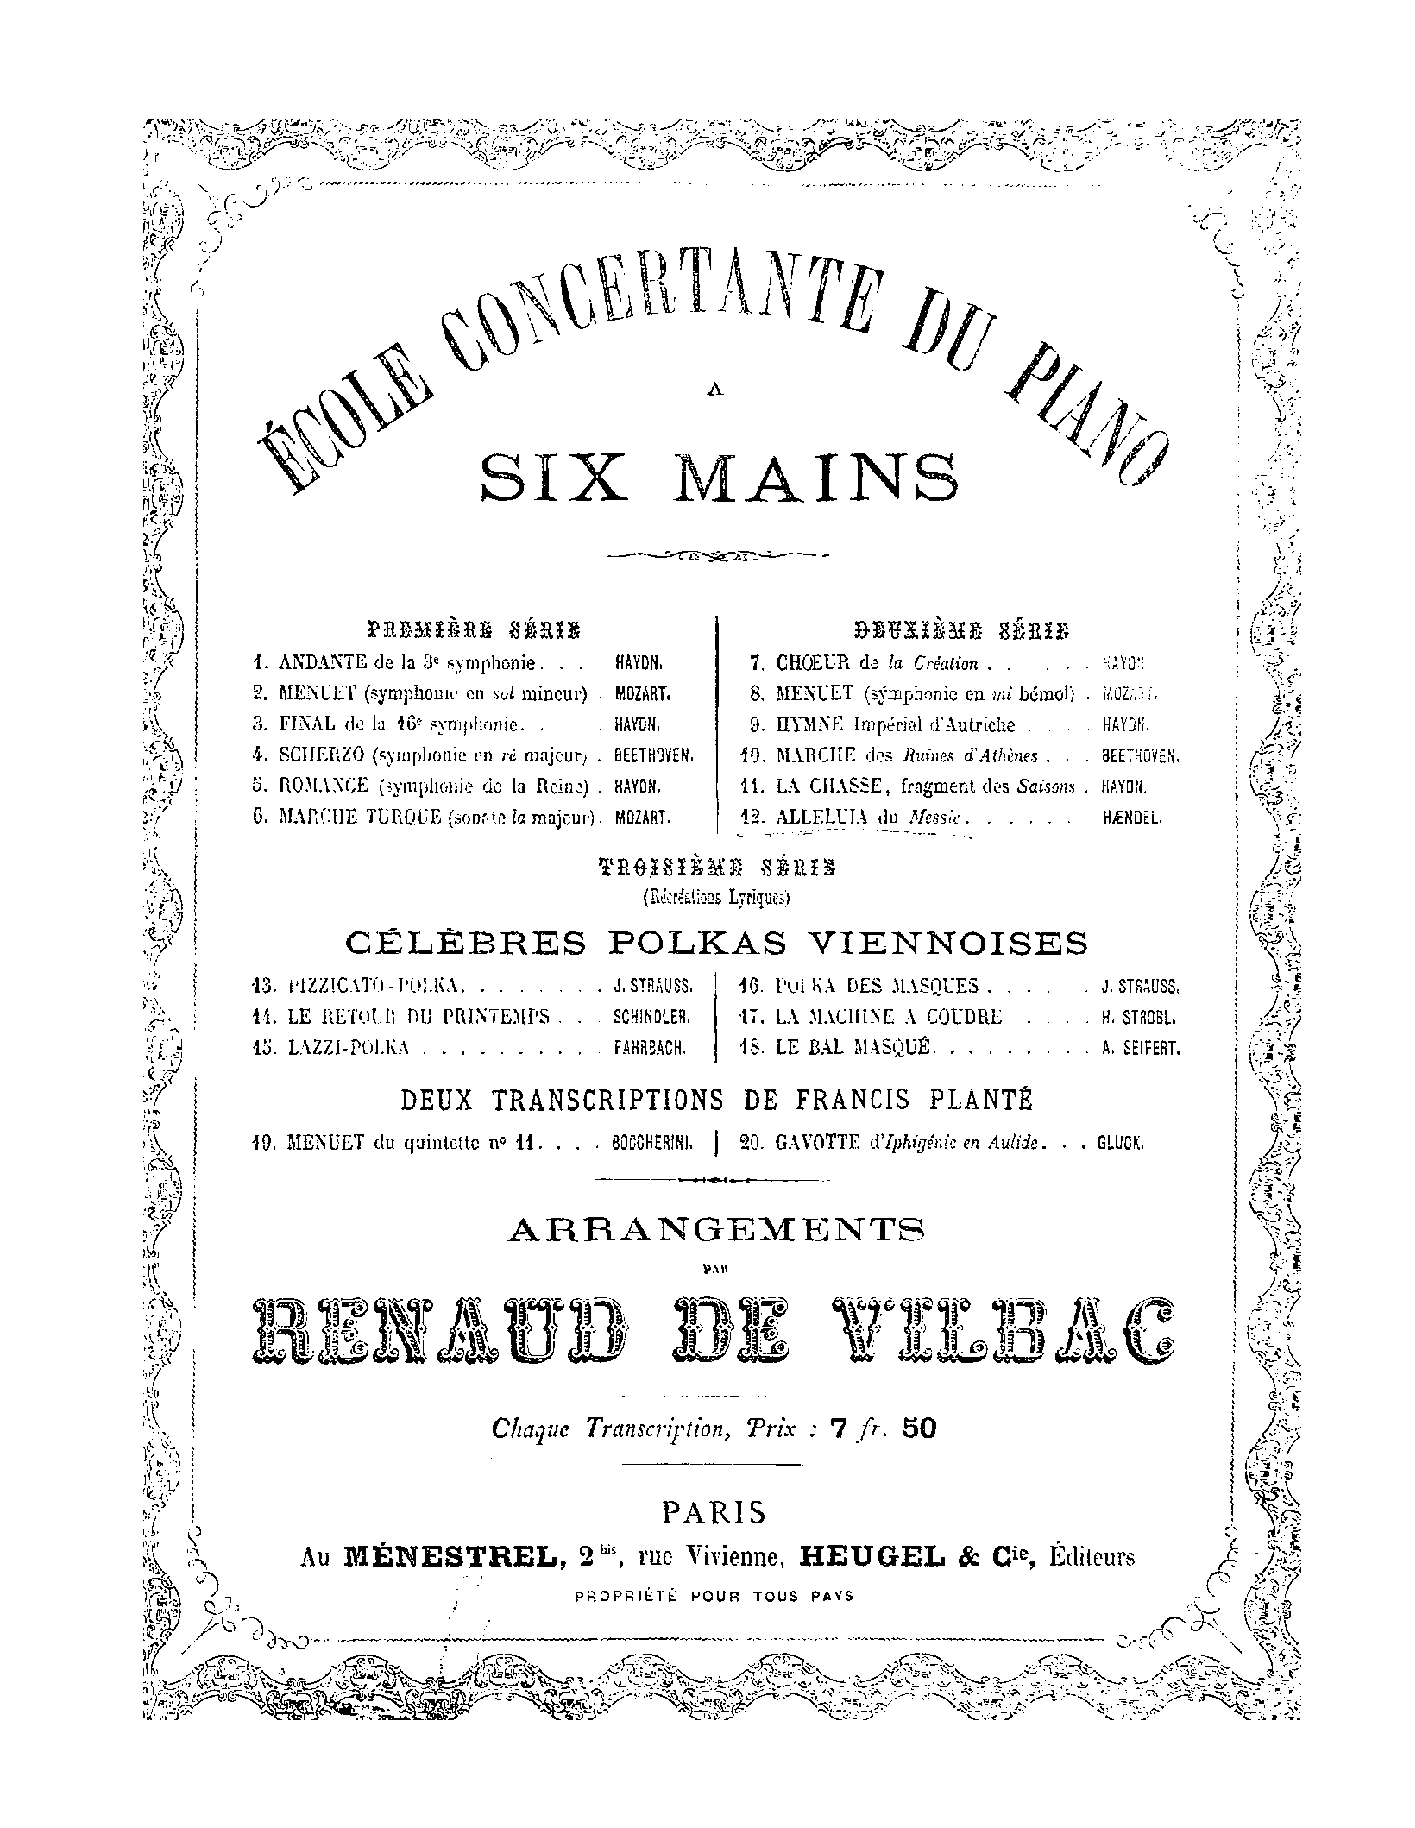 ÉCOLE CONCERTANTE DU PIANO
A
SIX MAINS
PREMIÈRE SÉRIE
1. ANDANTE de la 3e symphonie. . . HAYDN.
2. MENUET (symphonie en sol mineur) . MOZART.
3. FINAL de la 16e symphonie. . . HAYDN.
4. SCHERZO (symphonie en ré majeur) . BEETHOVEN.
5. ROMANCE (symphonie de la Reine) . HAYDN.
6. MARCHE TURQUE (sonate la majeur). MOZART.
DEUXIÈME SÉRIE
7. CHŒUR de la Création . . . . . . HAYDN
8. MENUET (symphonie en mi bémol) . MOZART.
9. HYMNE Impérial d'Autriche . . . . HAYDN.
10. MARCHE des Ruines d'Athènes . . . BEETHOVEN.
11. LA CHASSE, fragment des Saisons . HAYDN.
12. ALLELUIA du Messie. . . . . . . HÆNDEL.
TROISIÈME SÉRIE
(Récréations Lyriques)
CÉLÈBRES POLKAS VIENNOISES
13. PIZZICATO-POLKA. . . . . . . . J. STRAUSS.
14. LE RETOUR DU PRINTEMPS . . . SCHINDLER.
15. LAZZI-POLKA . . . . . . . . . . FAHRBACH.
16. POLKA DES MASQUES . . . . . . J. STRAUSS.
17. LA MACHINE A COUDRE . . . . H. STROBL.
18. LE BAL MASQUÉ. . . . . . . . . A. SEIFERT.
DEUX TRANSCRIPTIONS DE FRANCIS PLANTÉ
19. MENUET du quintette no 11. . . . BOCCHERINI.
20. GAVOTTE d'Iphigénie en Aulide. . . GLUCK.
ARRANGEMENTS
PAR
RENAUD DE VILBAC
Chaque Transcription, Prix : 7 fr. 50
PARIS
Au MÉNESTREL, 2 bis, rue Vivienne, HEUGEL & Cie, Éditeurs
PROPRIÉTÉ POUR TOUS PAYS